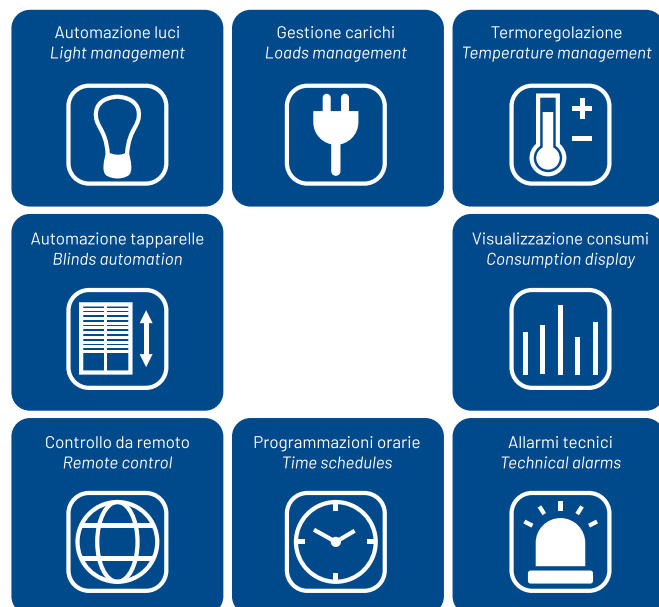 Automazione luci
Light management
Gestione carichi
Loads management
Termoregolazione
Temperature management
Automazione tapparelle
Blinds automation
Visualizzazione consumi
Consumption display
Controllo da remoto
Remote control
Programmazioni orarie
Time schedules
Allarmi tecnici
Technical alarms